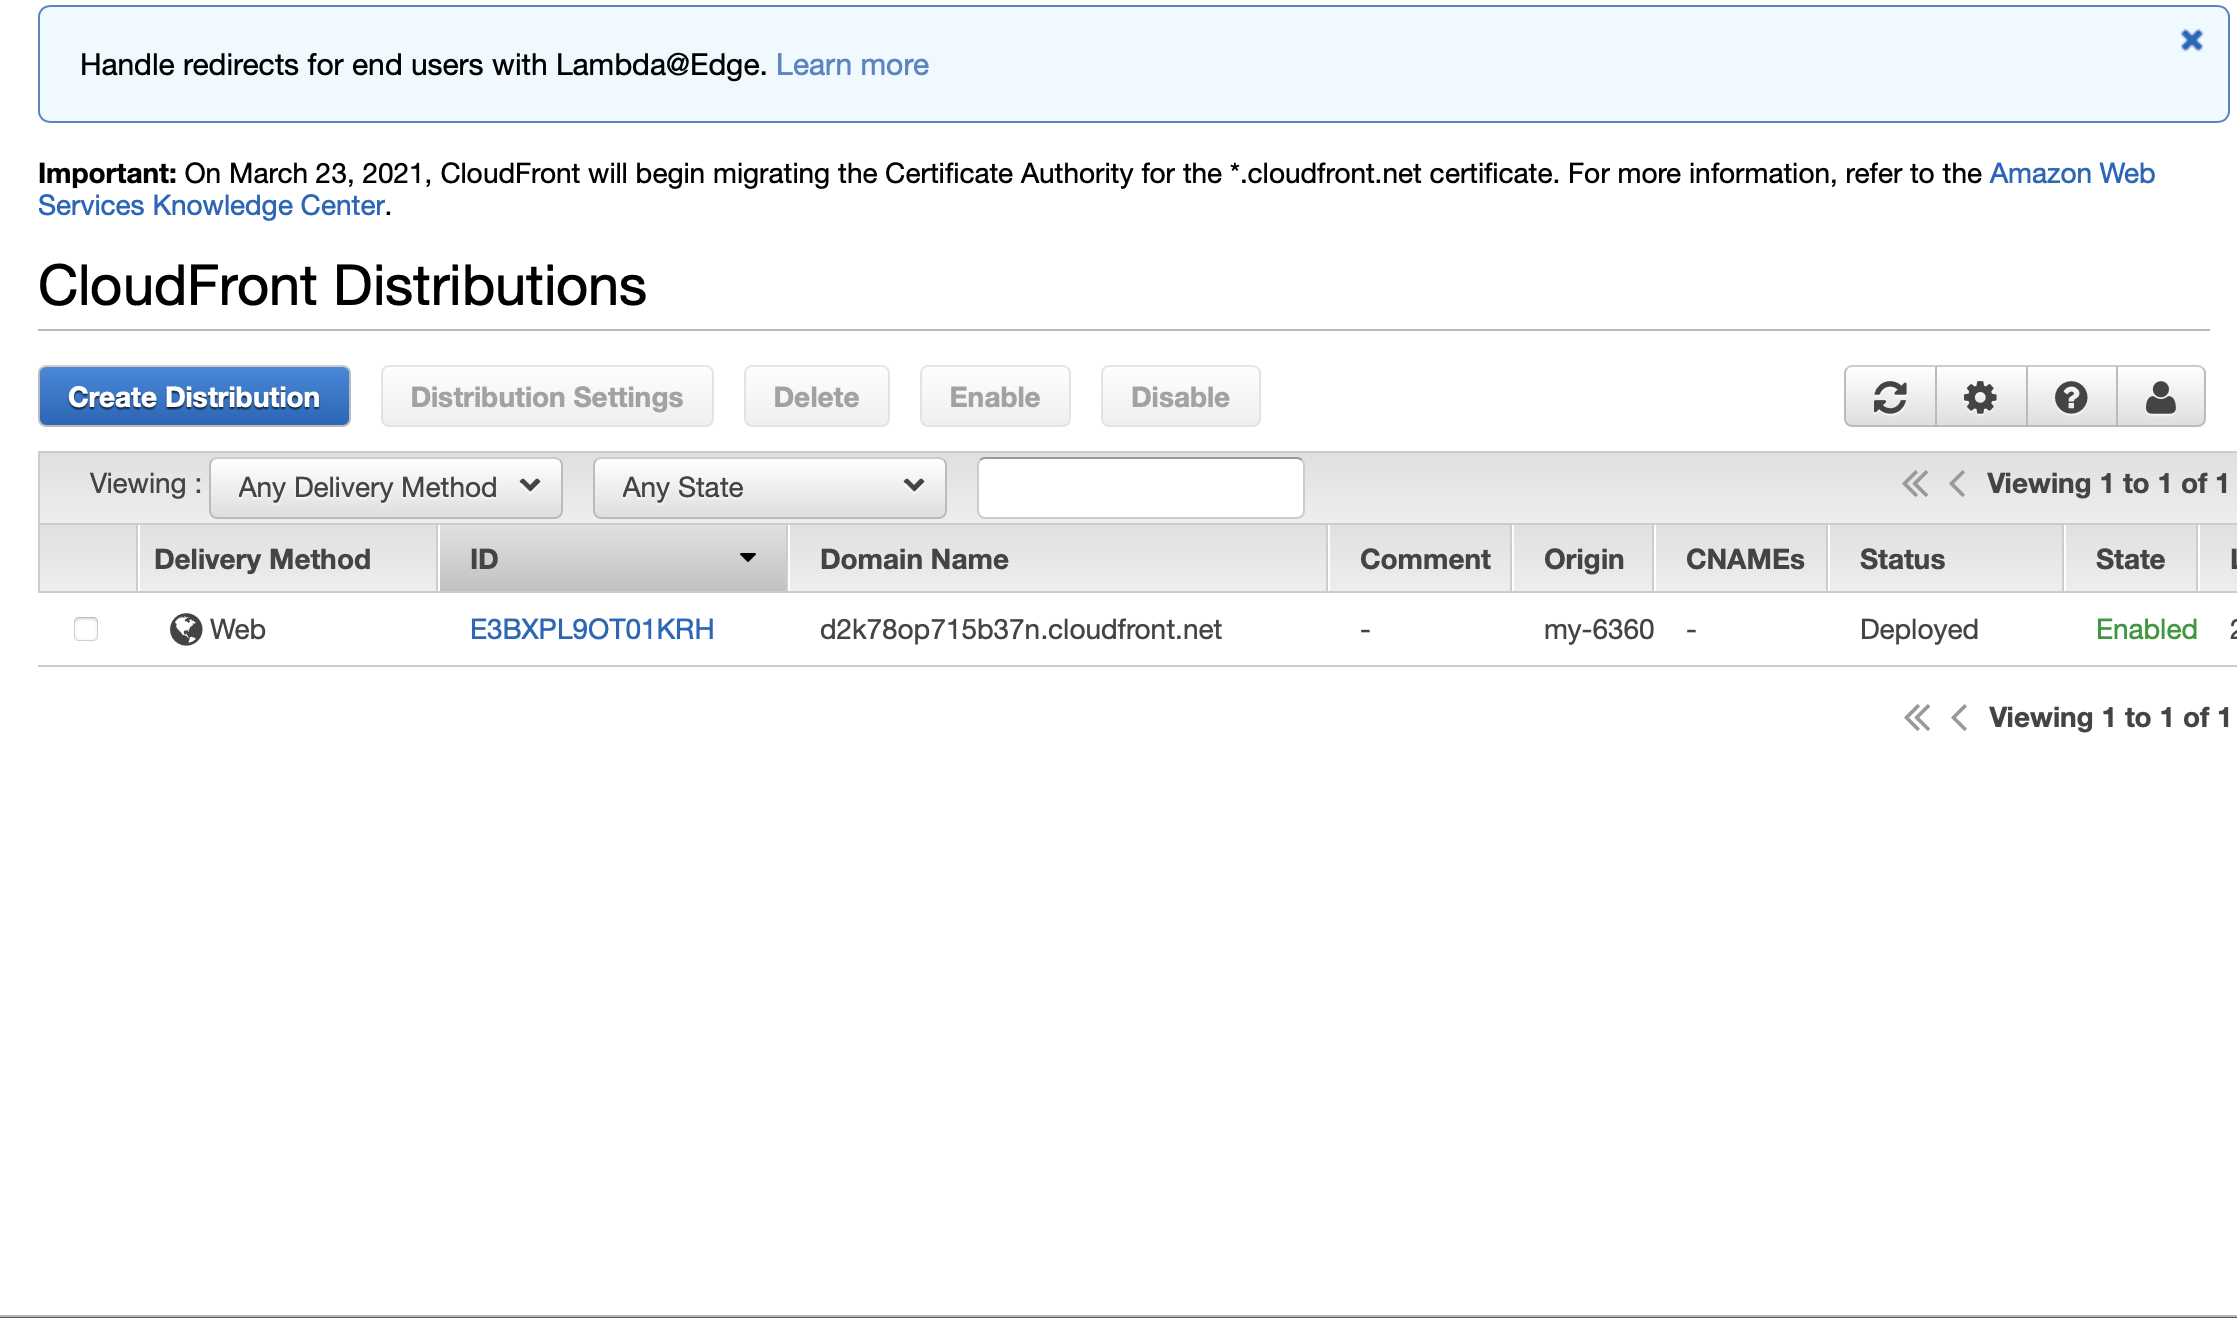 Handle redirects for end users with Lambda@Edge. Learn more
Important: On March 23, 2021, CloudFront will begin migrating the Certificate Authority for the *.cloudfront.net certificate. For more information, refer to the Amazon Web
Services Knowledge Center.
CloudFront Distributions
Create Distribution Distribution Settings Delete Enable Disable
Viewing : Any Delivery Method Any State Viewing 1 to 1 of 1
Delivery Method ID Domain Name Comment Origin CNAMEs Status State
Web E3BXPL9OT01KRH d2k78op715b37n.cloudfront.net - my-6360 - Deployed Enabled
Viewing 1 to 1 of 1